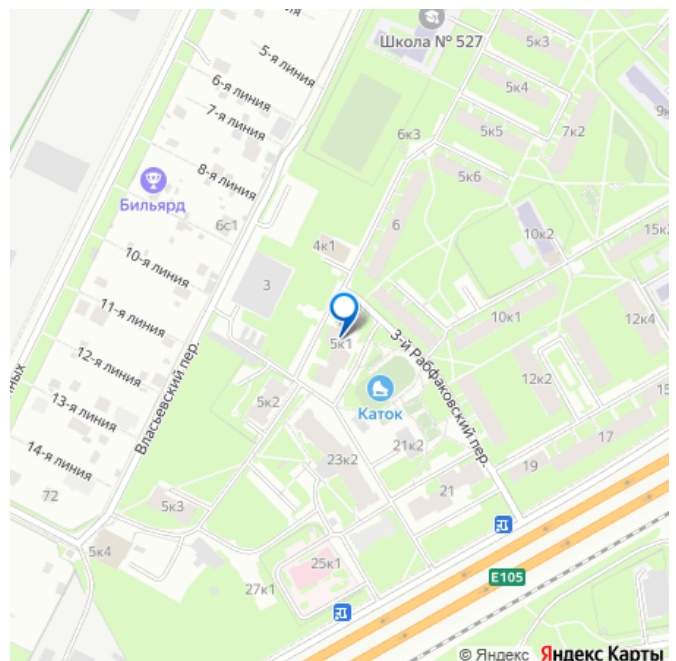 Школа № 527
5к3
5-я линия
6-я линия
5к4
7-я линия
6к3
5к5
7к2
8-я линия
5к6
Бильярд
6с1
6
10к2
15к2
4к1
10-я линия
3
11-я линия
10к1
12к4
5к1
3-й Рабфаковский пер.
12-я линия
Власьевский пер.
12к2
13-я линия
Каток
5к2
15
14-я линия
21к2
17
23к2
19
72
21
5к3
5к4
25к1
E105
27к1
© Яндекс Яндекс Карты